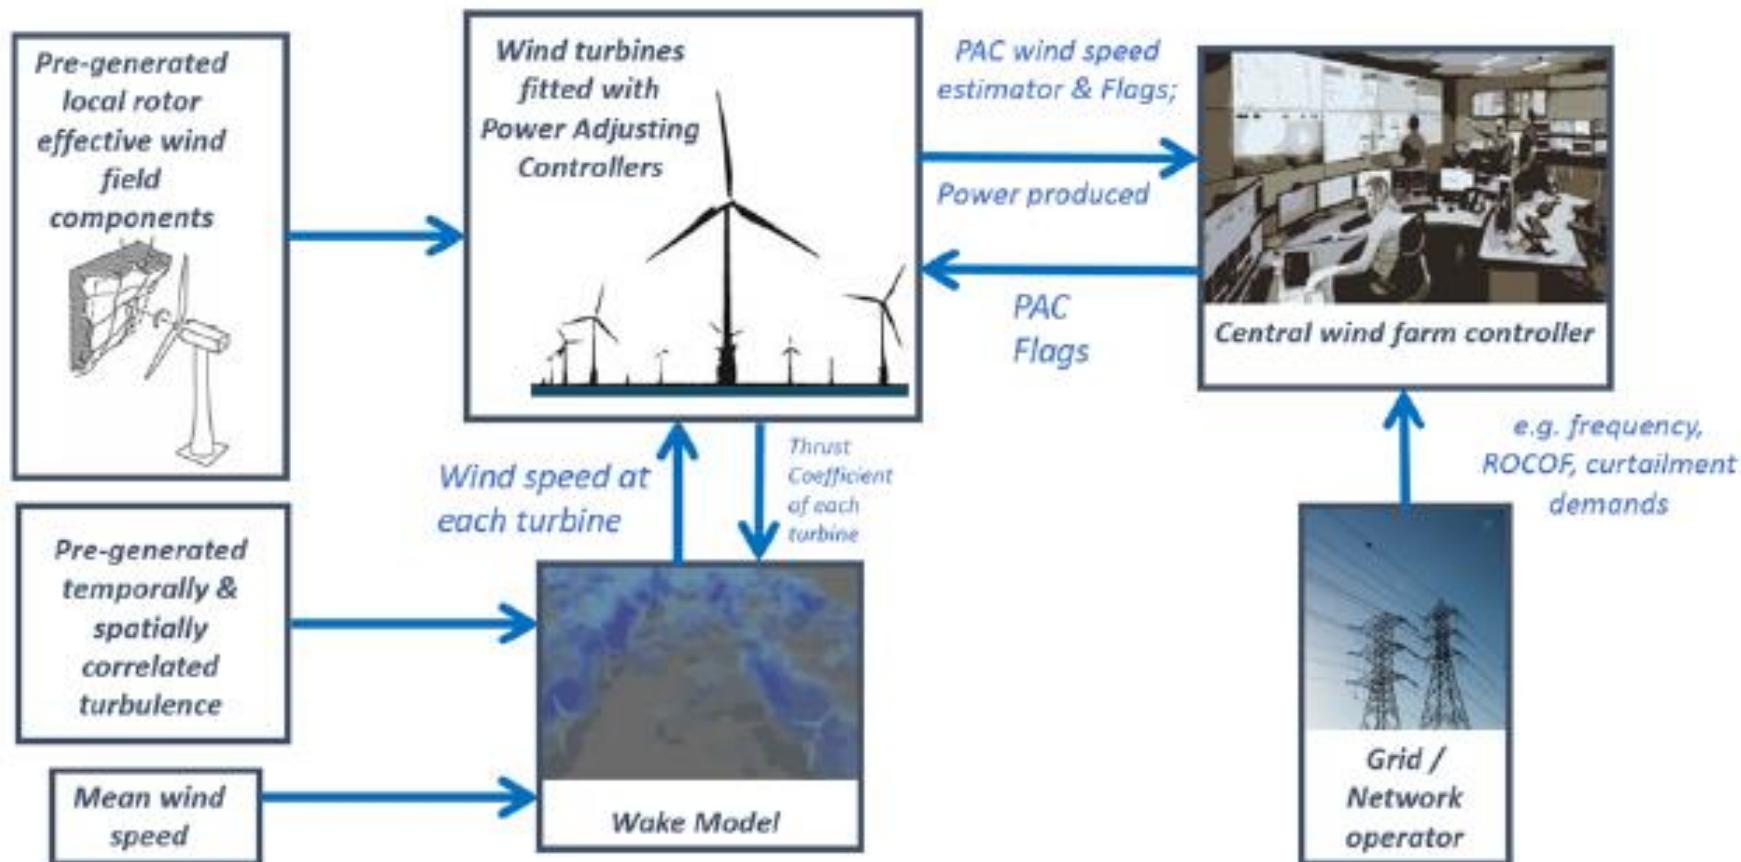 Pre-generated
local rotor
effective wind
field
components
Wind turbines
fitted with
Power Adjusting
Controllers
PAC wind speed
estimator & Flags;
Power produced
PAC
Flags
Central wind farm controller
Wind speed at
each turbine
Thrust
Coefficient
of each
turbine
e.g. frequency,
ROCOF, curtailment
demands
Pre-generated
temporally &
spatially
correlated
turbulence
Mean wind
speed
Wake Model
Grid /
Network
operator